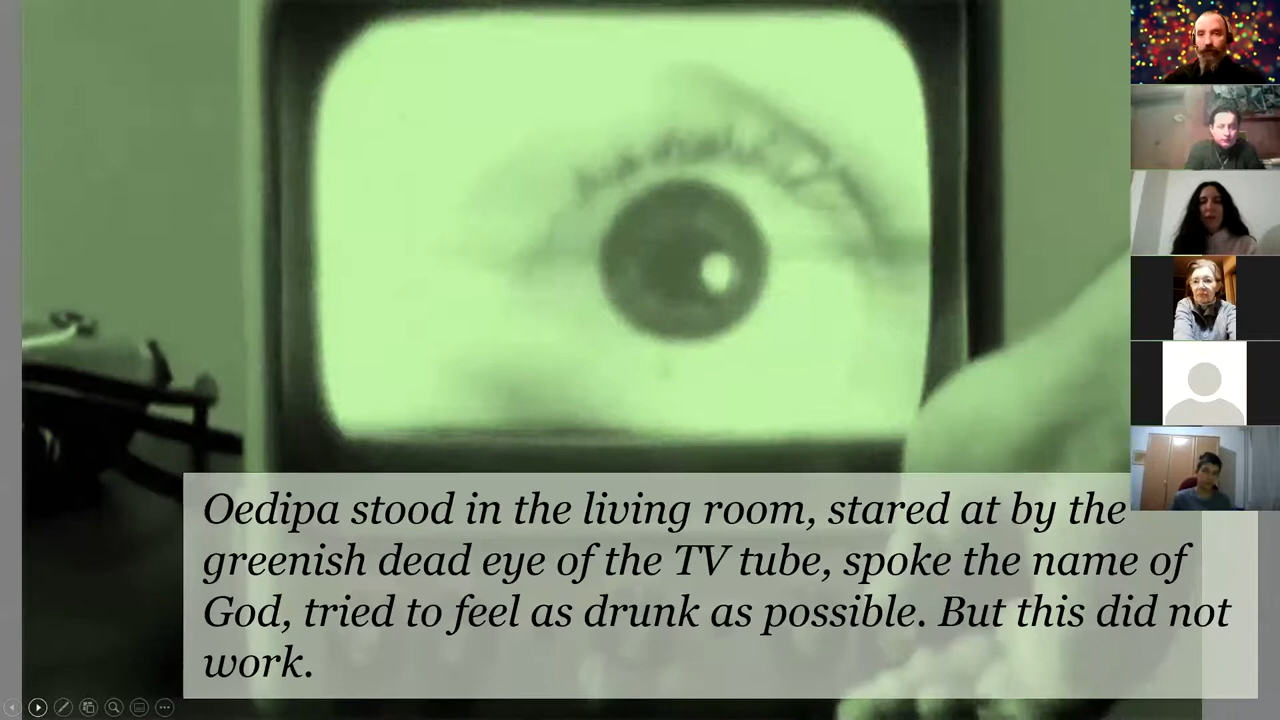 Oedipa stood in the living room, stared at by the
greenish dead eye of the TV tube, spoke the name of
God, tried to feel as drunk as possible. But this did not
work.